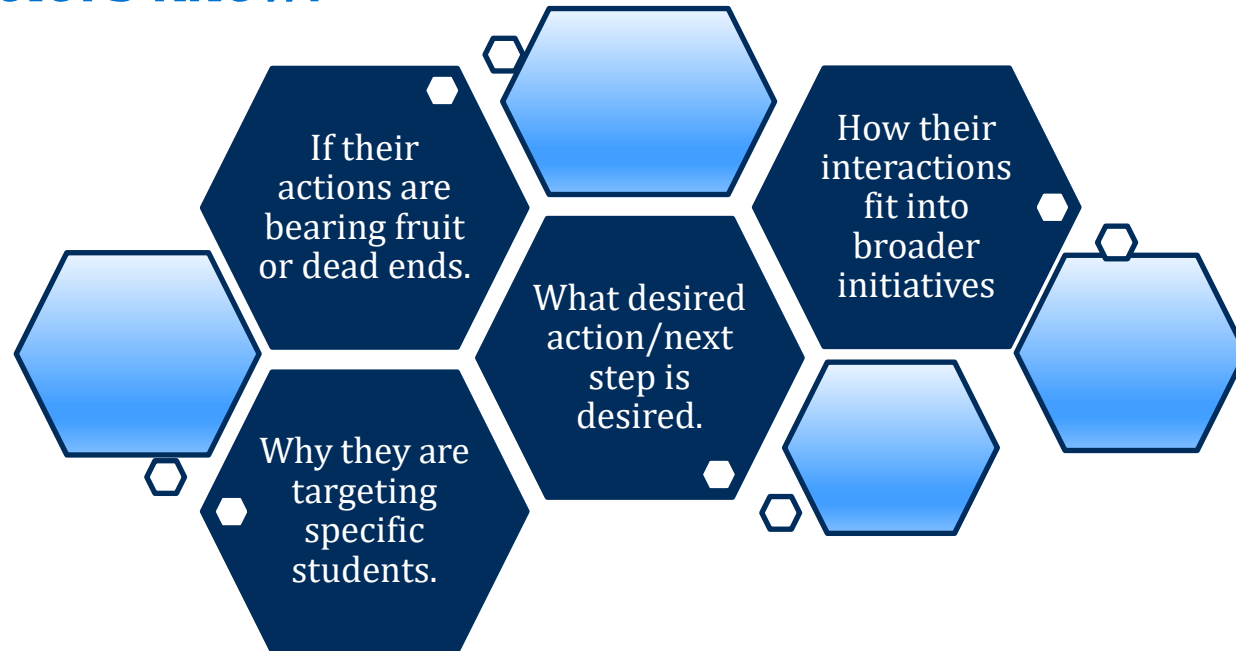 If their
actions are
bearing fruit
or dead ends.
How their
interactions
fit into
broader
initiatives
What desired
action/next
step is
desired.
Why they are
targeting
specific
students.